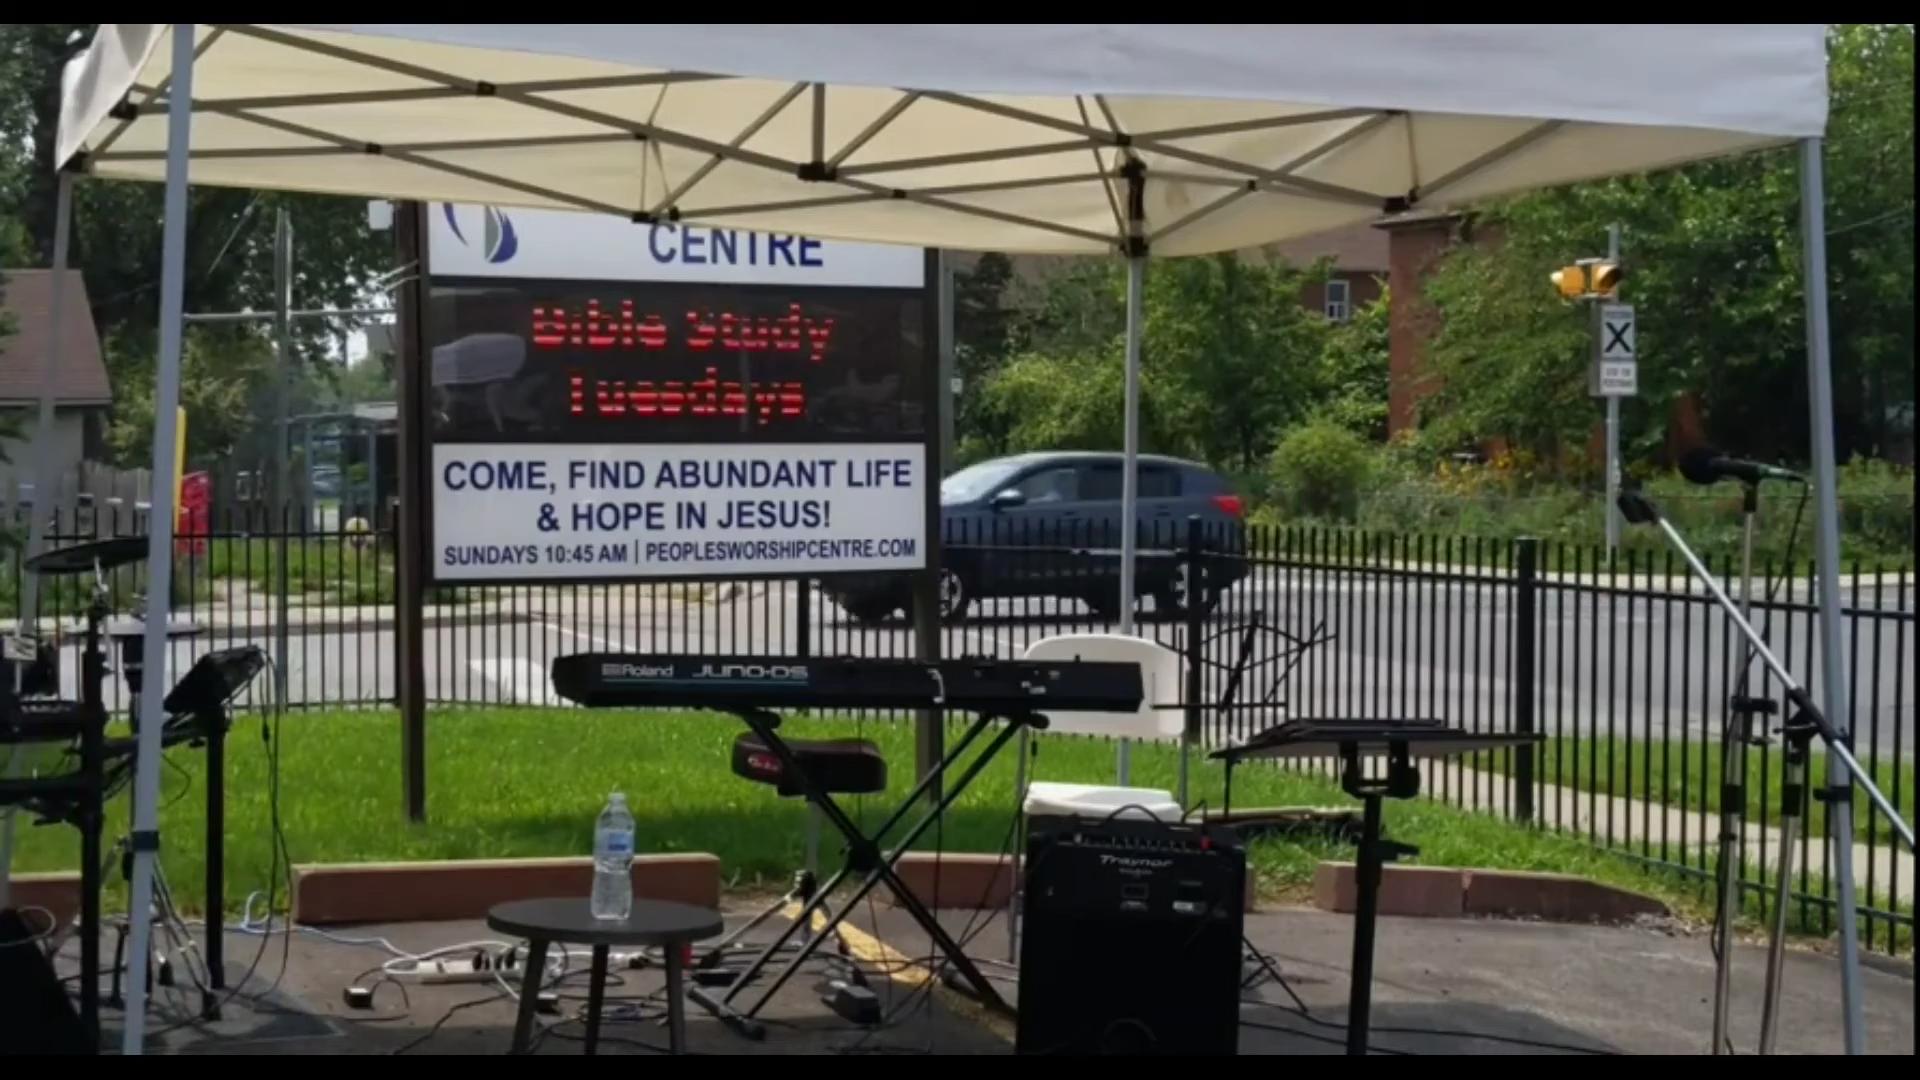 CENTRE
Bible Study
Tuesdays
COME, FIND ABUNDANT LIFE
& HOPE IN JESUS!
SUNDAYS 10:45 AM | PEOPLESWORSHIPCENTRE.COM
X
Roland JUNO-DS
Traynor